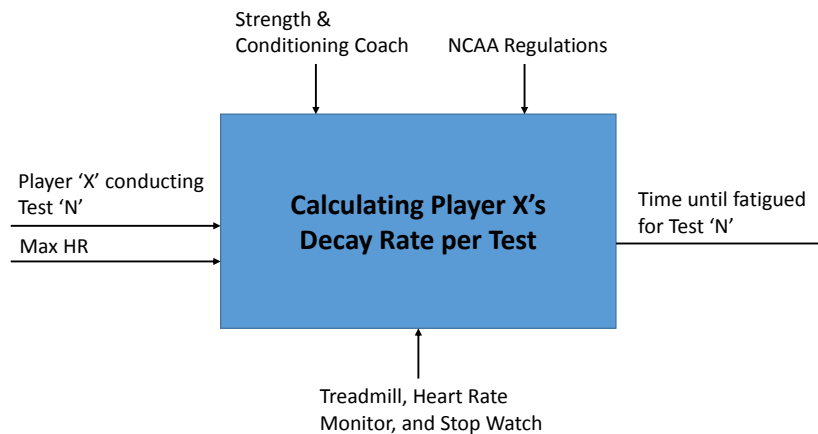 Strength &
Conditioning Coach
NCAA Regulations
Player ‘X’ conducting
Test ‘N’
Max HR
Calculating Player X’s
Decay Rate per Test
Time until fatigued
for Test ‘N’
Treadmill, Heart Rate
Monitor, and Stop Watch